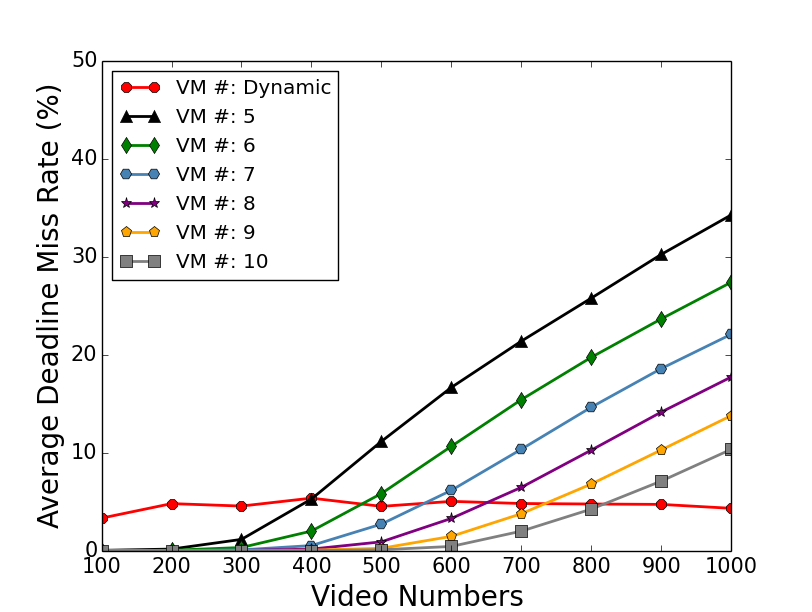 50
40
30
20
10
0
Average Deadline Miss Rate (%)
VM #: Dynamic
VM #: 5
VM #: 6
VM #: 7
VM #: 8
VM #: 9
VM #: 10
100 200 300 400 500 600 700 800 900 1000
Video Numbers